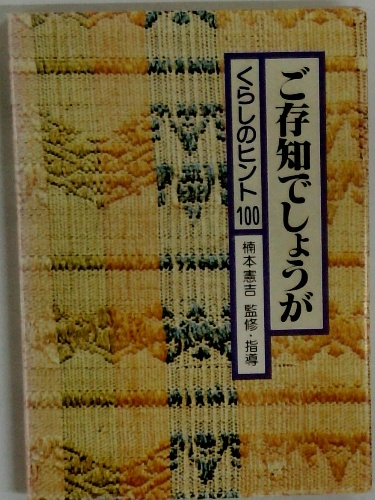 ご存知でしょうが
くらしのヒント100
楠本憲吉 監修・指導